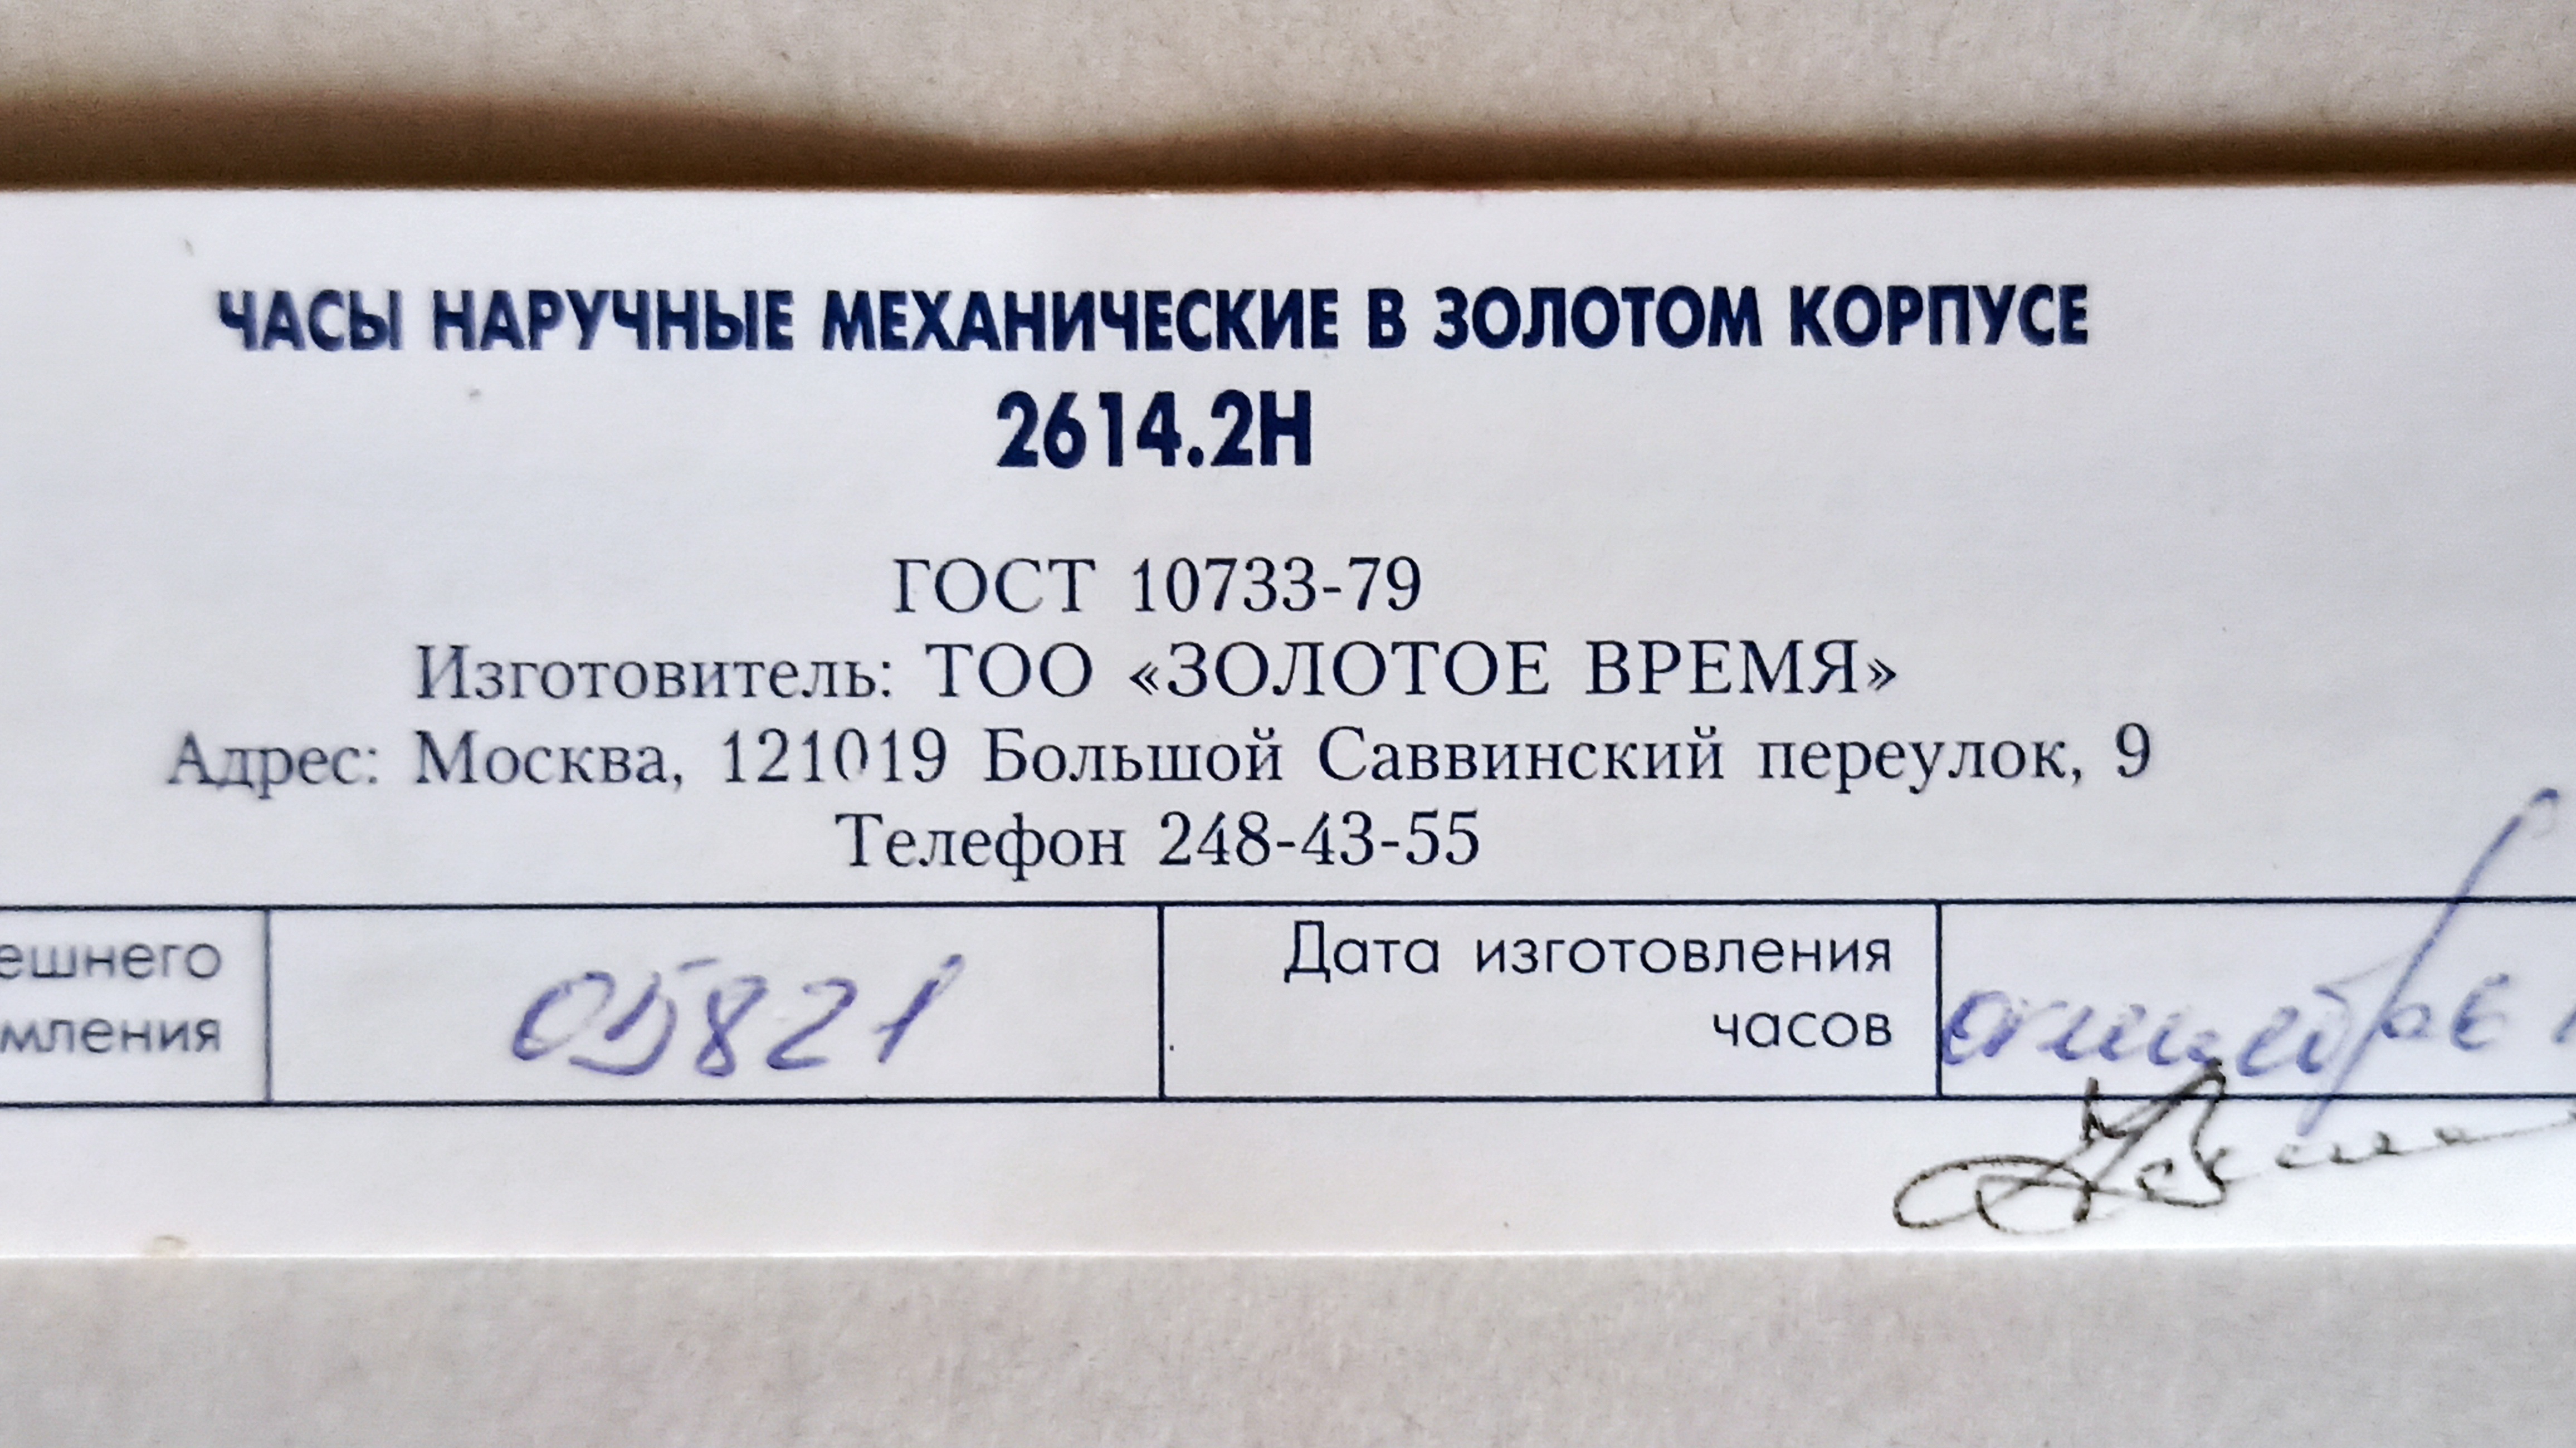 ЧАСЫ НАРУЧНЫЕ МЕХАНИЧЕСКИЕ В ЗОЛОТОМ КОРПУСЕ
2614.2Н
ГОСТ 10733-79
Изготовитель: ТОО «ЗОЛОТОЕ ВРЕМЯ»
Адрес: Москва, 121019 Большой Саввинский переулок, 9
Телефон 248-43-55
ешнего
мления
05821
Дата изготовления
часов